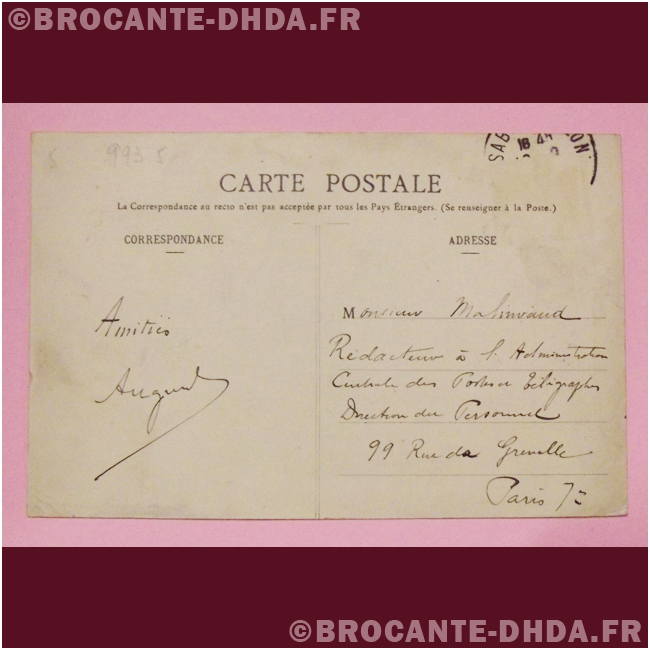 ©BROCANTE-DHDA.FR
993 5
CARTE POSTALE
La Correspondance au recto n'est pas acceptée par tous les Pays Étrangers. (Se renseigner à la Poste.)
CORRESPONDANCE
Amitiés
ADRESSE
Monsieur Malinvaud
Rédacteur à l'Administration
Centrale des Postes et Télégraphes
Direction du Personnel
99 Rue de Grenelle
Paris 7e
©BROCANTE-DHDA.FR